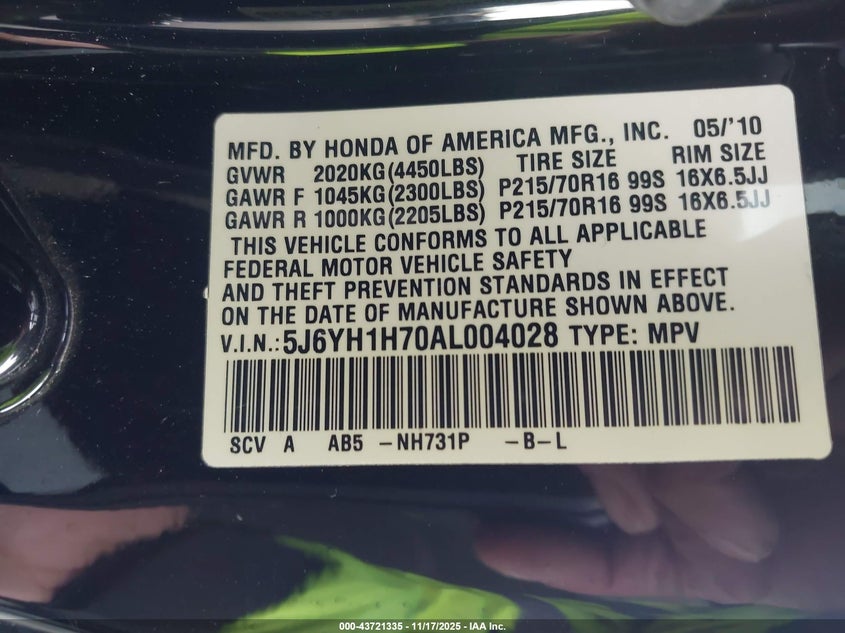 MFD. BY HONDA OF AMERICA MFG., INC. 05/'10
GVWR 2020KG(4450LBS) TIRE SIZE RIM SIZE
GAWR F 1045KG(2300LBS) P215/70R16 99S 16X6.5JJ
GAWR R 1000KG(2205LBS) P215/70R16 99S 16X6.5JJ
THIS VEHICLE CONFORMS TO ALL APPLICABLE
FEDERAL MOTOR VEHICLE SAFETY
AND THEFT PREVENTION STANDARDS IN EFFECT
ON THE DATE OF MANUFACTURE SHOWN ABOVE.
V.I.N.: 5J6YH1H70AL004028 TYPE: MPV
SCV A AB5 -NH731P -B-L
000-43721335 - 11/17/2025 - IAA Inc.